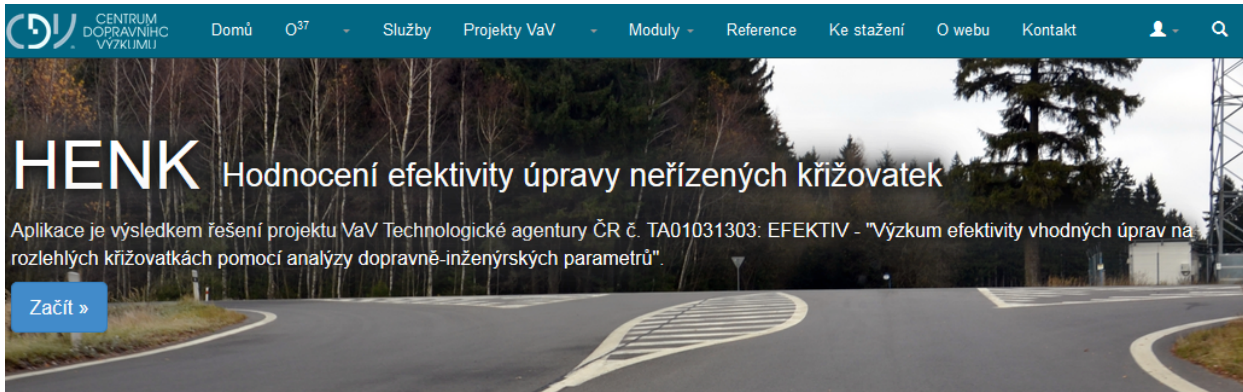 CENTRUM
DOPRAVNÍHO
VÝZKUMU
Domů O37 Služby Projekty VaV Moduly Reference Ke stažení O webu Kontakt
HENK Hodnocení efektivity úpravy neřízených křižovatek
Aplikace je výsledkem řešení projektu VaV Technologické agentury ČR č. TA01031303: EFEKTIV - "Výzkum efektivity vhodných úprav na
rozlehlých křižovatkách pomocí analýzy dopravně-inženýrských parametrů".
Začít »